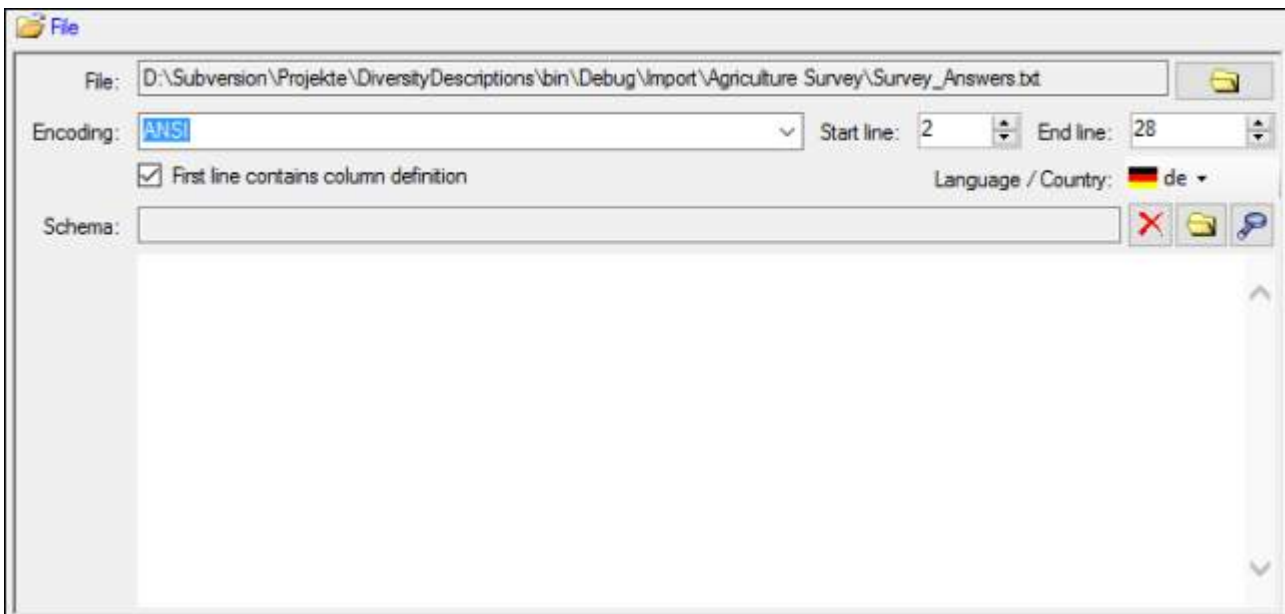 File
File: D:\Subversion\Projekte\DiversityDescriptions\bin\Debug\Import\Agriculture Survey\Survey_Answers.txt
Encoding: ANSI Start line: 2 End line: 28
First line contains column definition Language / Country: de
Schema: